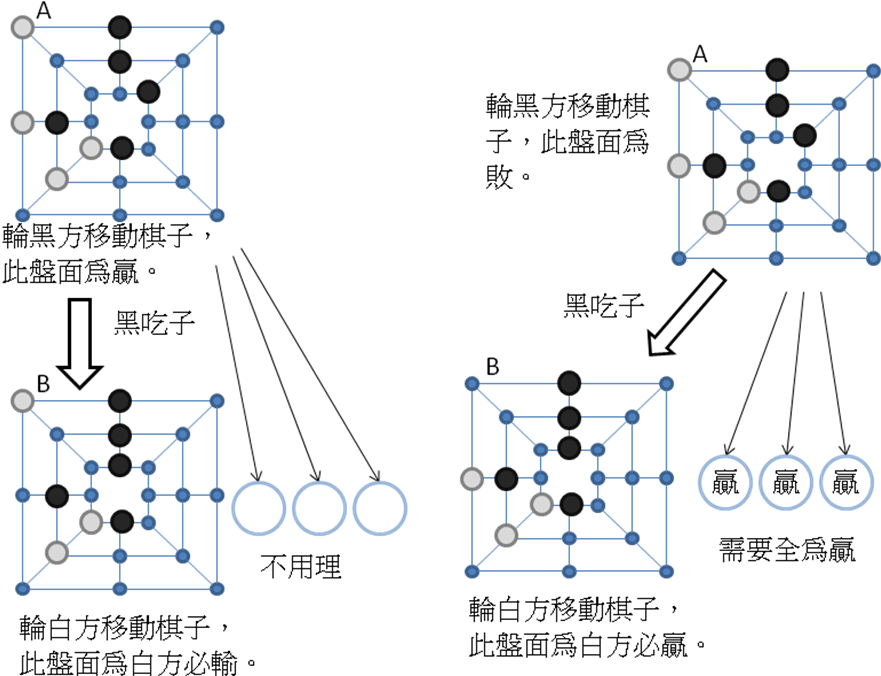 A
輪黑方移動棋子，
此盤面為贏。
黑吃子
B
不用理
輪白方移動棋子，
此盤面為白方必輸。
A
輪黑方移動棋
子，此盤面為
敗。
黑吃子
B
贏 贏 贏
需要全為贏
輪白方移動棋子，
此盤面為白方必贏。